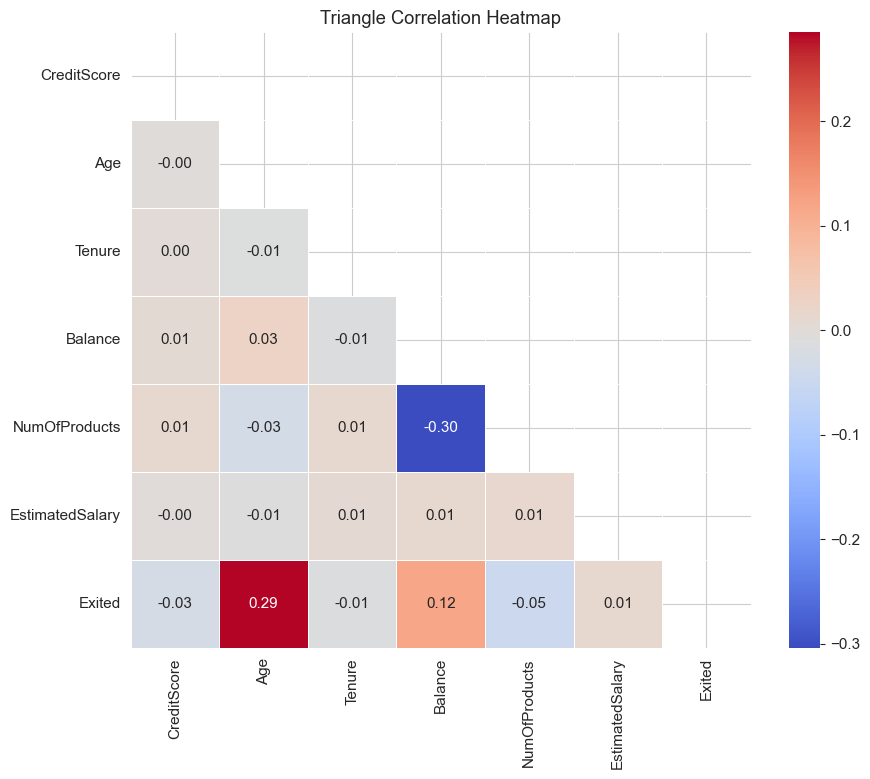 Triangle Correlation Heatmap
CreditScore
Age -0.00
Tenure 0.00 -0.01
Balance 0.01 0.03 -0.01
NumOfProducts 0.01 -0.03 0.01 -0.30
EstimatedSalary -0.00 -0.01 0.01 0.01 0.01
Exited -0.03 0.29 -0.01 0.12 -0.05 0.01
CreditScore Age Tenure Balance NumOfProducts EstimatedSalary Exited
0.2
0.1
0.0
−0.1
−0.2
−0.3